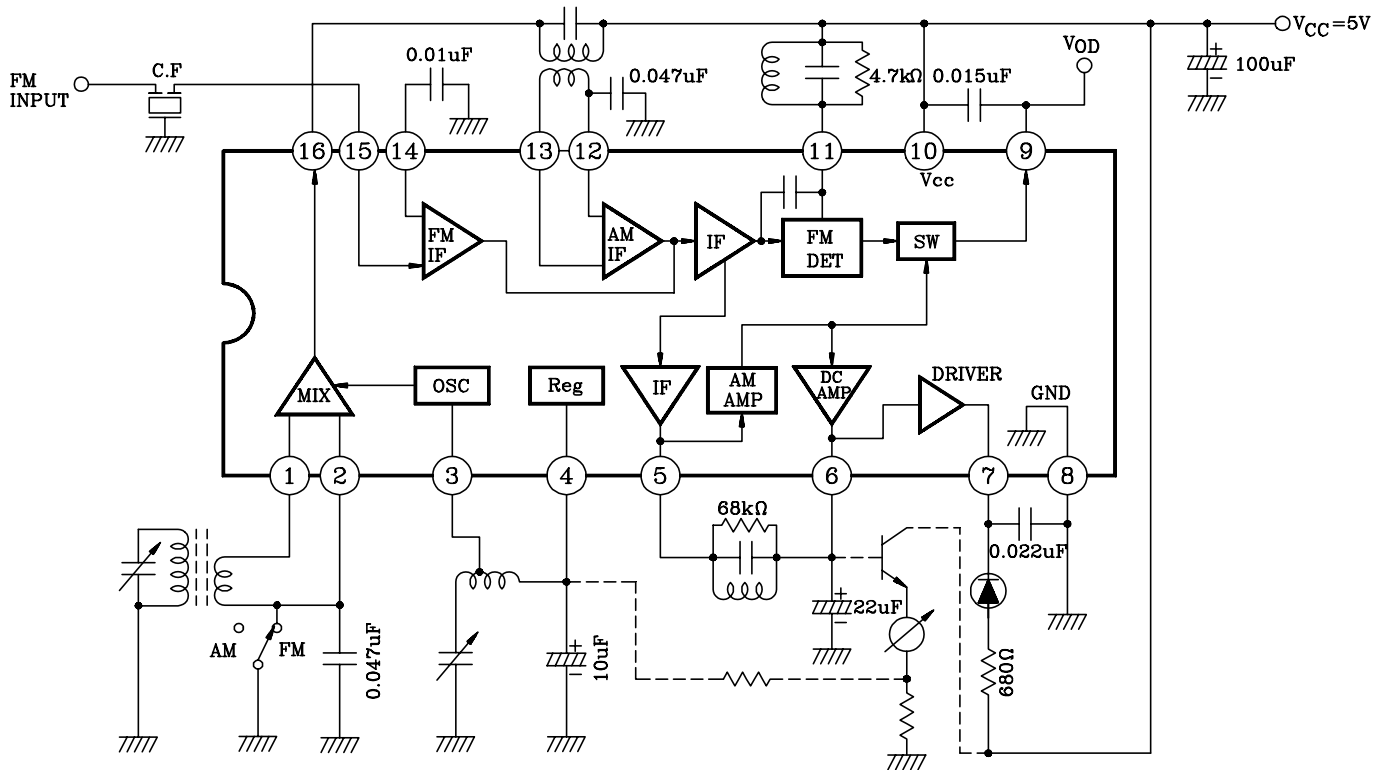 V_CC=5V
100uF
FM
INPUT
C.F
0.01uF
0.047uF
4.7kΩ
0.015uF
V_OD
16
15
14
13
12
11
10
9
Vcc
FM
IF
AM
IF
IF
FM
DET
SW
MIX
OSC
Reg
IF
AM
AMP
DC
AMP
DRIVER
GND
1
2
3
4
5
6
7
8
68kΩ
0.022uF
+
22uF
−
AM
FM
0.047uF
+
10uF
−
680Ω
+
−